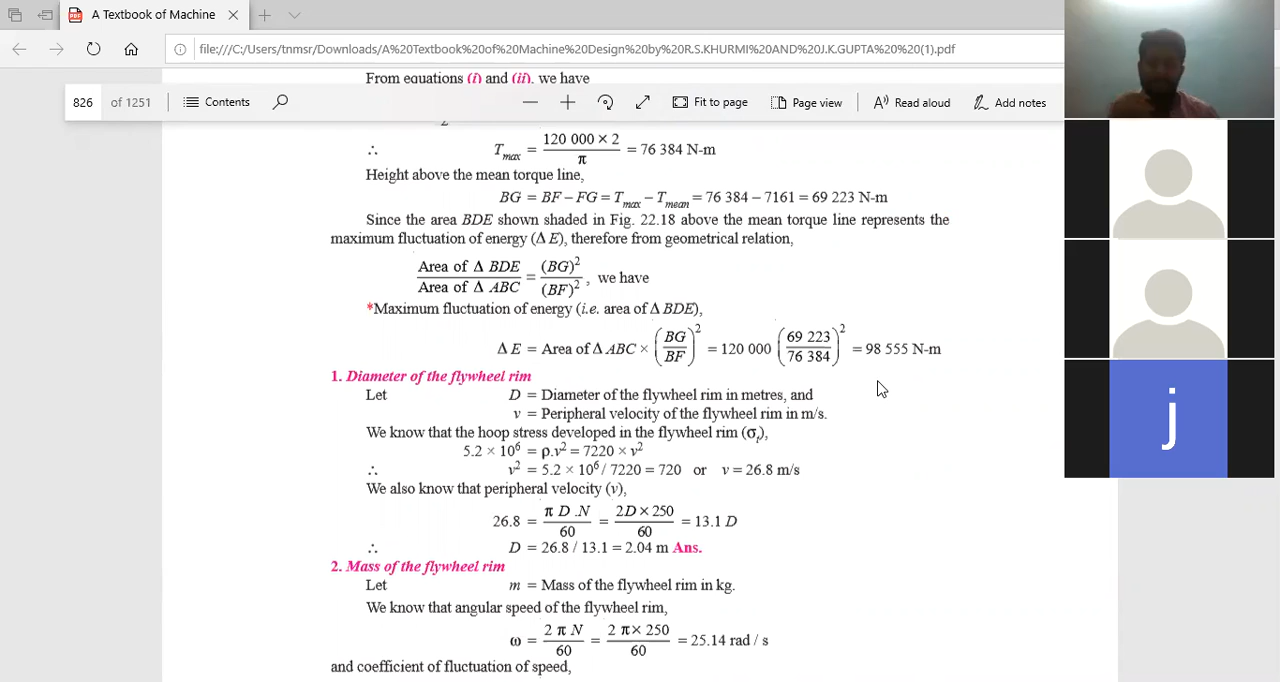 A Textbook of Machine
file:///C:/Users/tnmsr/Downloads/A%20Textbook%20of%20Machine%20Design%20by%20R.S.KHURMI%20AND%20J.K.GUPTA%20%20(1).pdf
From equations (i) and (ii), we have
826 of 1251 Contents Fit to page Page view Read aloud Add notes
∴ T_max = (120 000 × 2) / π = 76 384 N-m
Height above the mean torque line,
BG = BF – FG = T_max – T_mean = 76 384 – 7161 = 69 223 N-m
Since the area BDE shown shaded in Fig. 22.18 above the mean torque line represents the
maximum fluctuation of energy (Δ E), therefore from geometrical relation,
Area of Δ BDE / Area of Δ ABC = (BG)² / (BF)², we have
*Maximum fluctuation of energy (i.e. area of Δ BDE),
Δ E = Area of Δ ABC × (BG / BF)² = 120 000 (69 223 / 76 384)² = 98 555 N-m
1. Diameter of the flywheel rim
Let D = Diameter of the flywheel rim in metres, and
v = Peripheral velocity of the flywheel rim in m/s.
We know that the hoop stress developed in the flywheel rim (σ_t),
5.2 × 10⁶ = ρ.v² = 7220 × v²
∴ v² = 5.2 × 10⁶ / 7220 = 720 or v = 26.8 m/s
We also know that peripheral velocity (v),
26.8 = π D .N / 60 = 2D × 250 / 60 = 13.1 D
∴ D = 26.8 / 13.1 = 2.04 m Ans.
2. Mass of the flywheel rim
Let m = Mass of the flywheel rim in kg.
We know that angular speed of the flywheel rim,
ω = 2 π N / 60 = 2 π × 250 / 60 = 25.14 rad / s
and coefficient of fluctuation of speed,
j